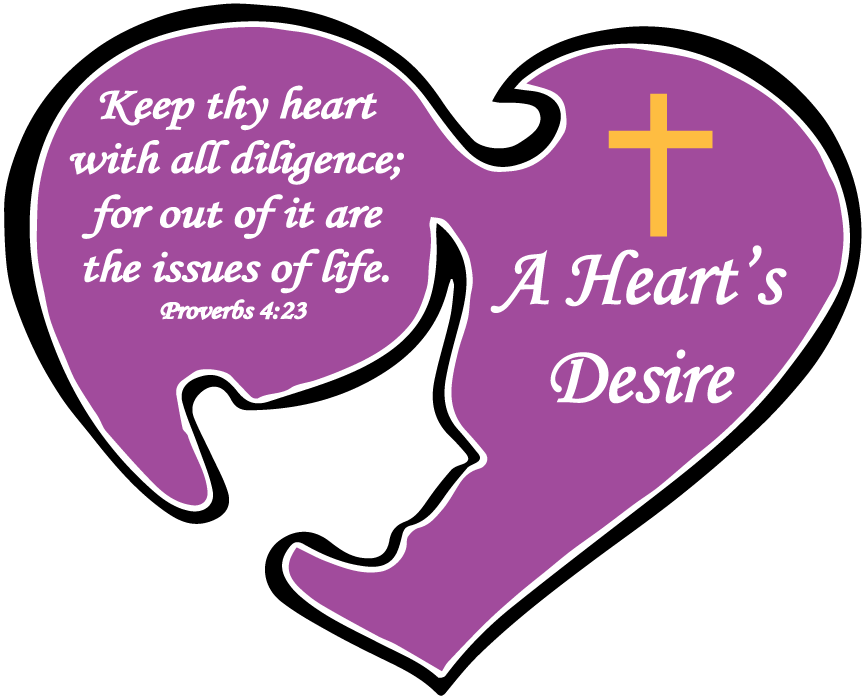 Keep thy heart
with all diligence;
for out of it are
the issues of life.
Proverbs 4:23
A Heart's
Desire